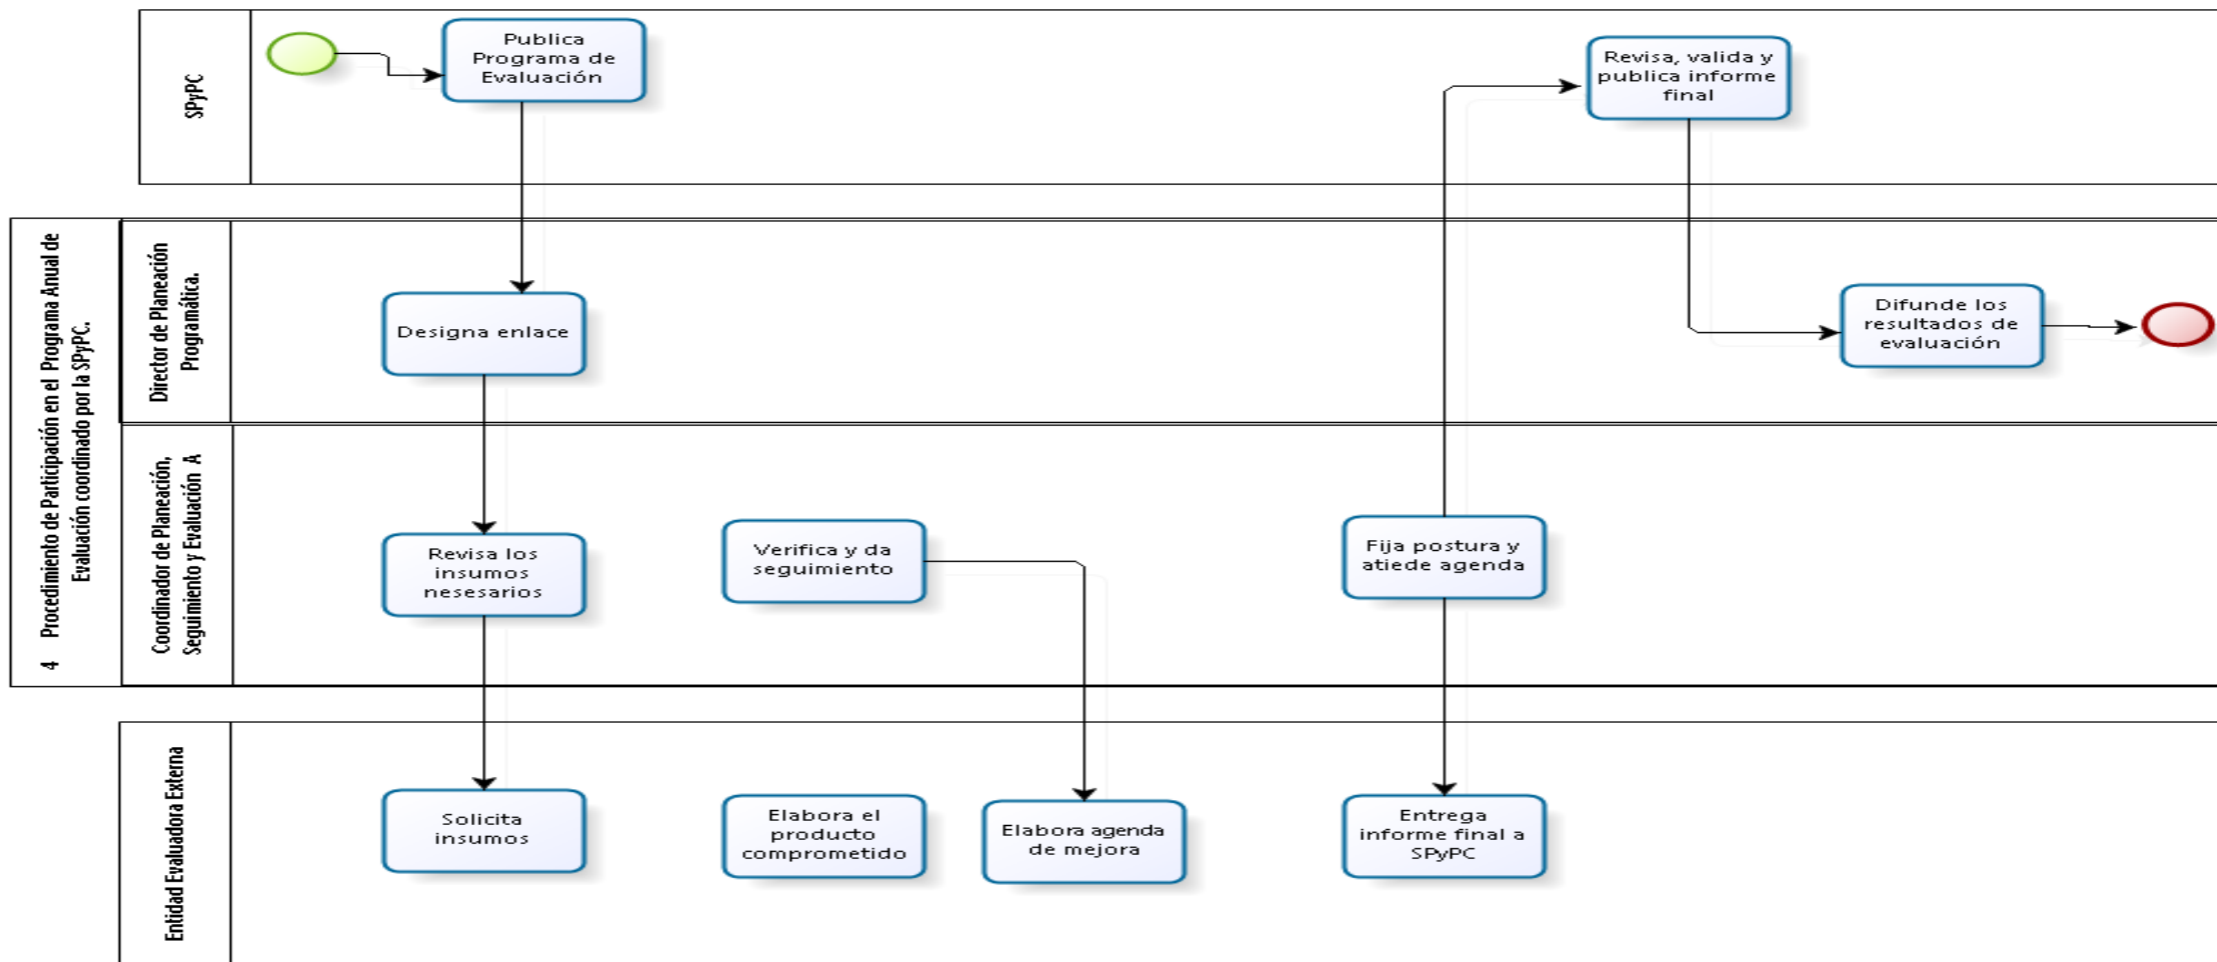 SPyPC
Publica
Programa de
Evaluación
Revisa, valida y
publica informe
final
4 Procedimiento de Participación en el Programa Anual de
Evaluación coordinado por la SPyPC.
Director de Planeación
Programática.
Designa enlace
Difunde los
resultados de
evaluación
Coordinador de Planeación,
Seguimiento y Evaluación A
Revisa los
insumos
nesesarios
Verifica y da
seguimiento
Fija postura y
atiede agenda
Entidad Evaluadora Externa
Solicita
insumos
Elabora el
producto
comprometido
Elabora agenda
de mejora
Entrega
informe final a
SPyPC